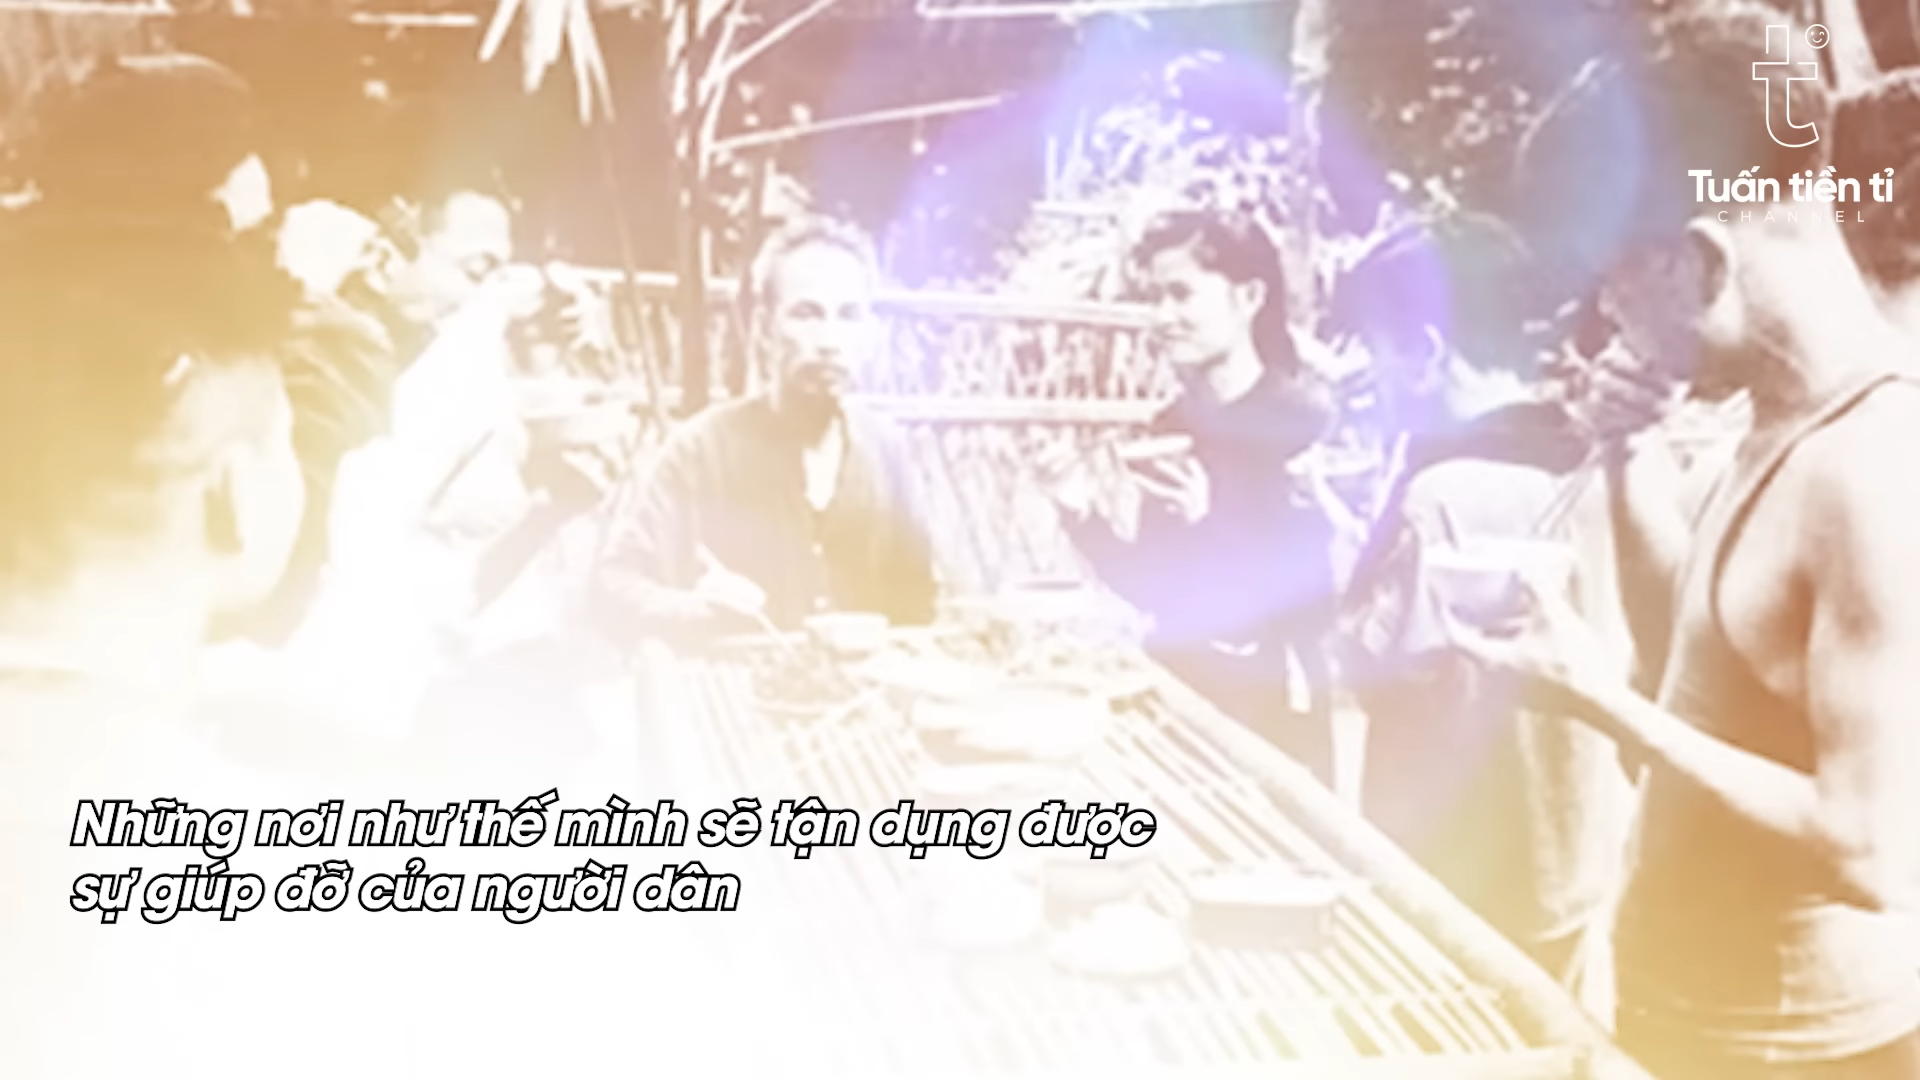 Tuấn tiền tỉ
CHANNEL
Những nơi như thế mình sẽ tận dụng được
sự giúp đỡ của người dân